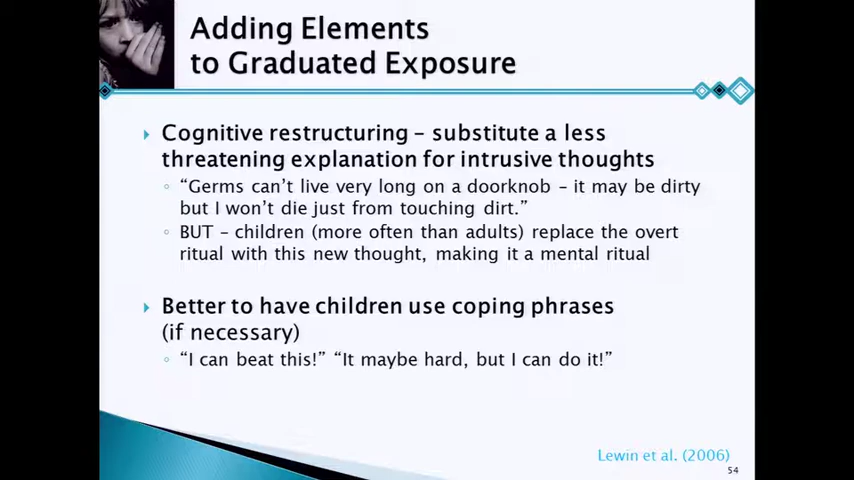 Adding Elements
to Graduated Exposure
Cognitive restructuring – substitute a less
threatening explanation for intrusive thoughts
“Germs can’t live very long on a doorknob – it may be dirty
but I won’t die just from touching dirt.”
BUT – children (more often than adults) replace the overt
ritual with this new thought, making it a mental ritual
Better to have children use coping phrases
(if necessary)
“I can beat this!” “It maybe hard, but I can do it!”
Lewin et al. (2006)
54